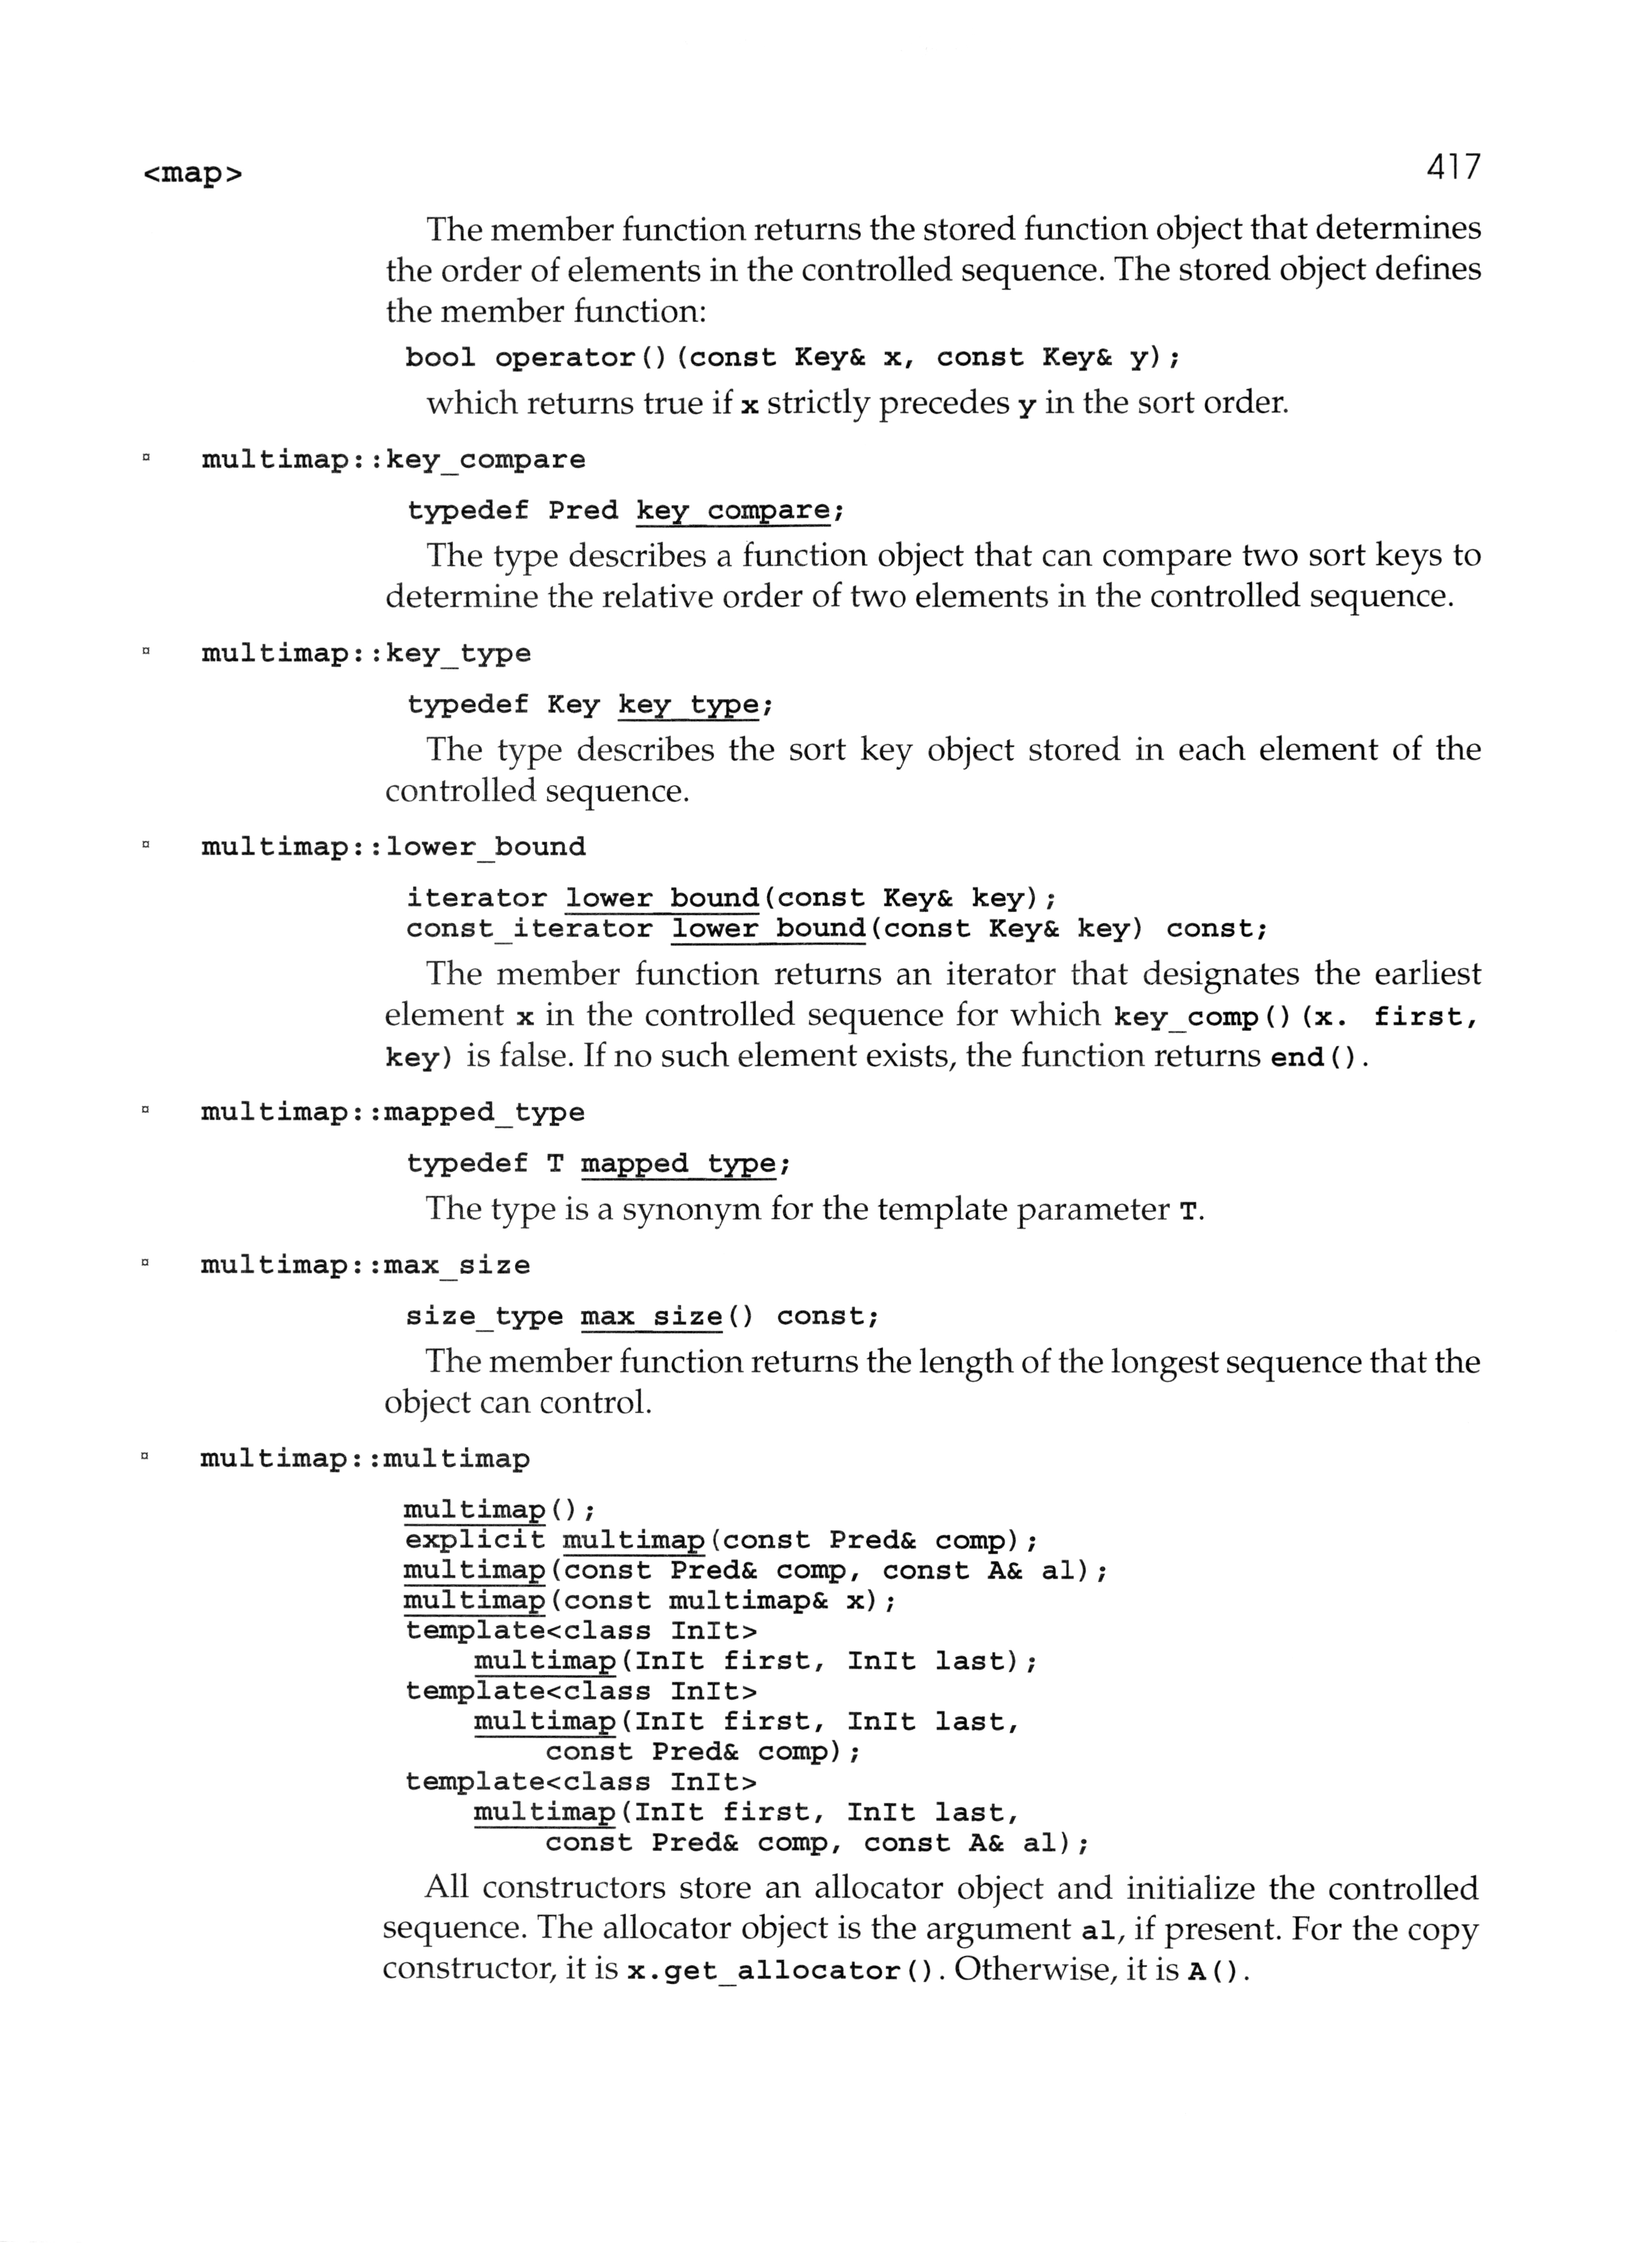 <map>
417
The member function returns the stored function object that determines
the order of elements in the controlled sequence. The stored object defines
the member function:
bool operator()(const Key& x, const Key& y);
which returns true if x strictly precedes y in the sort order.
¤ multimap::key_compare
typedef Pred key_compare;
The type describes a function object that can compare two sort keys to
determine the relative order of two elements in the controlled sequence.
¤ multimap::key_type
typedef Key key_type;
The type describes the sort key object stored in each element of the
controlled sequence.
¤ multimap::lower_bound
iterator lower_bound(const Key& key);
const_iterator lower_bound(const Key& key) const;
The member function returns an iterator that designates the earliest
element x in the controlled sequence for which key_comp()(x. first,
key) is false. If no such element exists, the function returns end().
¤ multimap::mapped_type
typedef T mapped_type;
The type is a synonym for the template parameter T.
¤ multimap::max_size
size_type max_size() const;
The member function returns the length of the longest sequence that the
object can control.
¤ multimap::multimap
multimap();
explicit multimap(const Pred& comp);
multimap(const Pred& comp, const A& al);
multimap(const multimap& x);
template<class InIt>
multimap(InIt first, InIt last);
template<class InIt>
multimap(InIt first, InIt last,
const Pred& comp);
template<class InIt>
multimap(InIt first, InIt last,
const Pred& comp, const A& al);
All constructors store an allocator object and initialize the controlled
sequence. The allocator object is the argument al, if present. For the copy
constructor, it is x.get_allocator(). Otherwise, it is A().